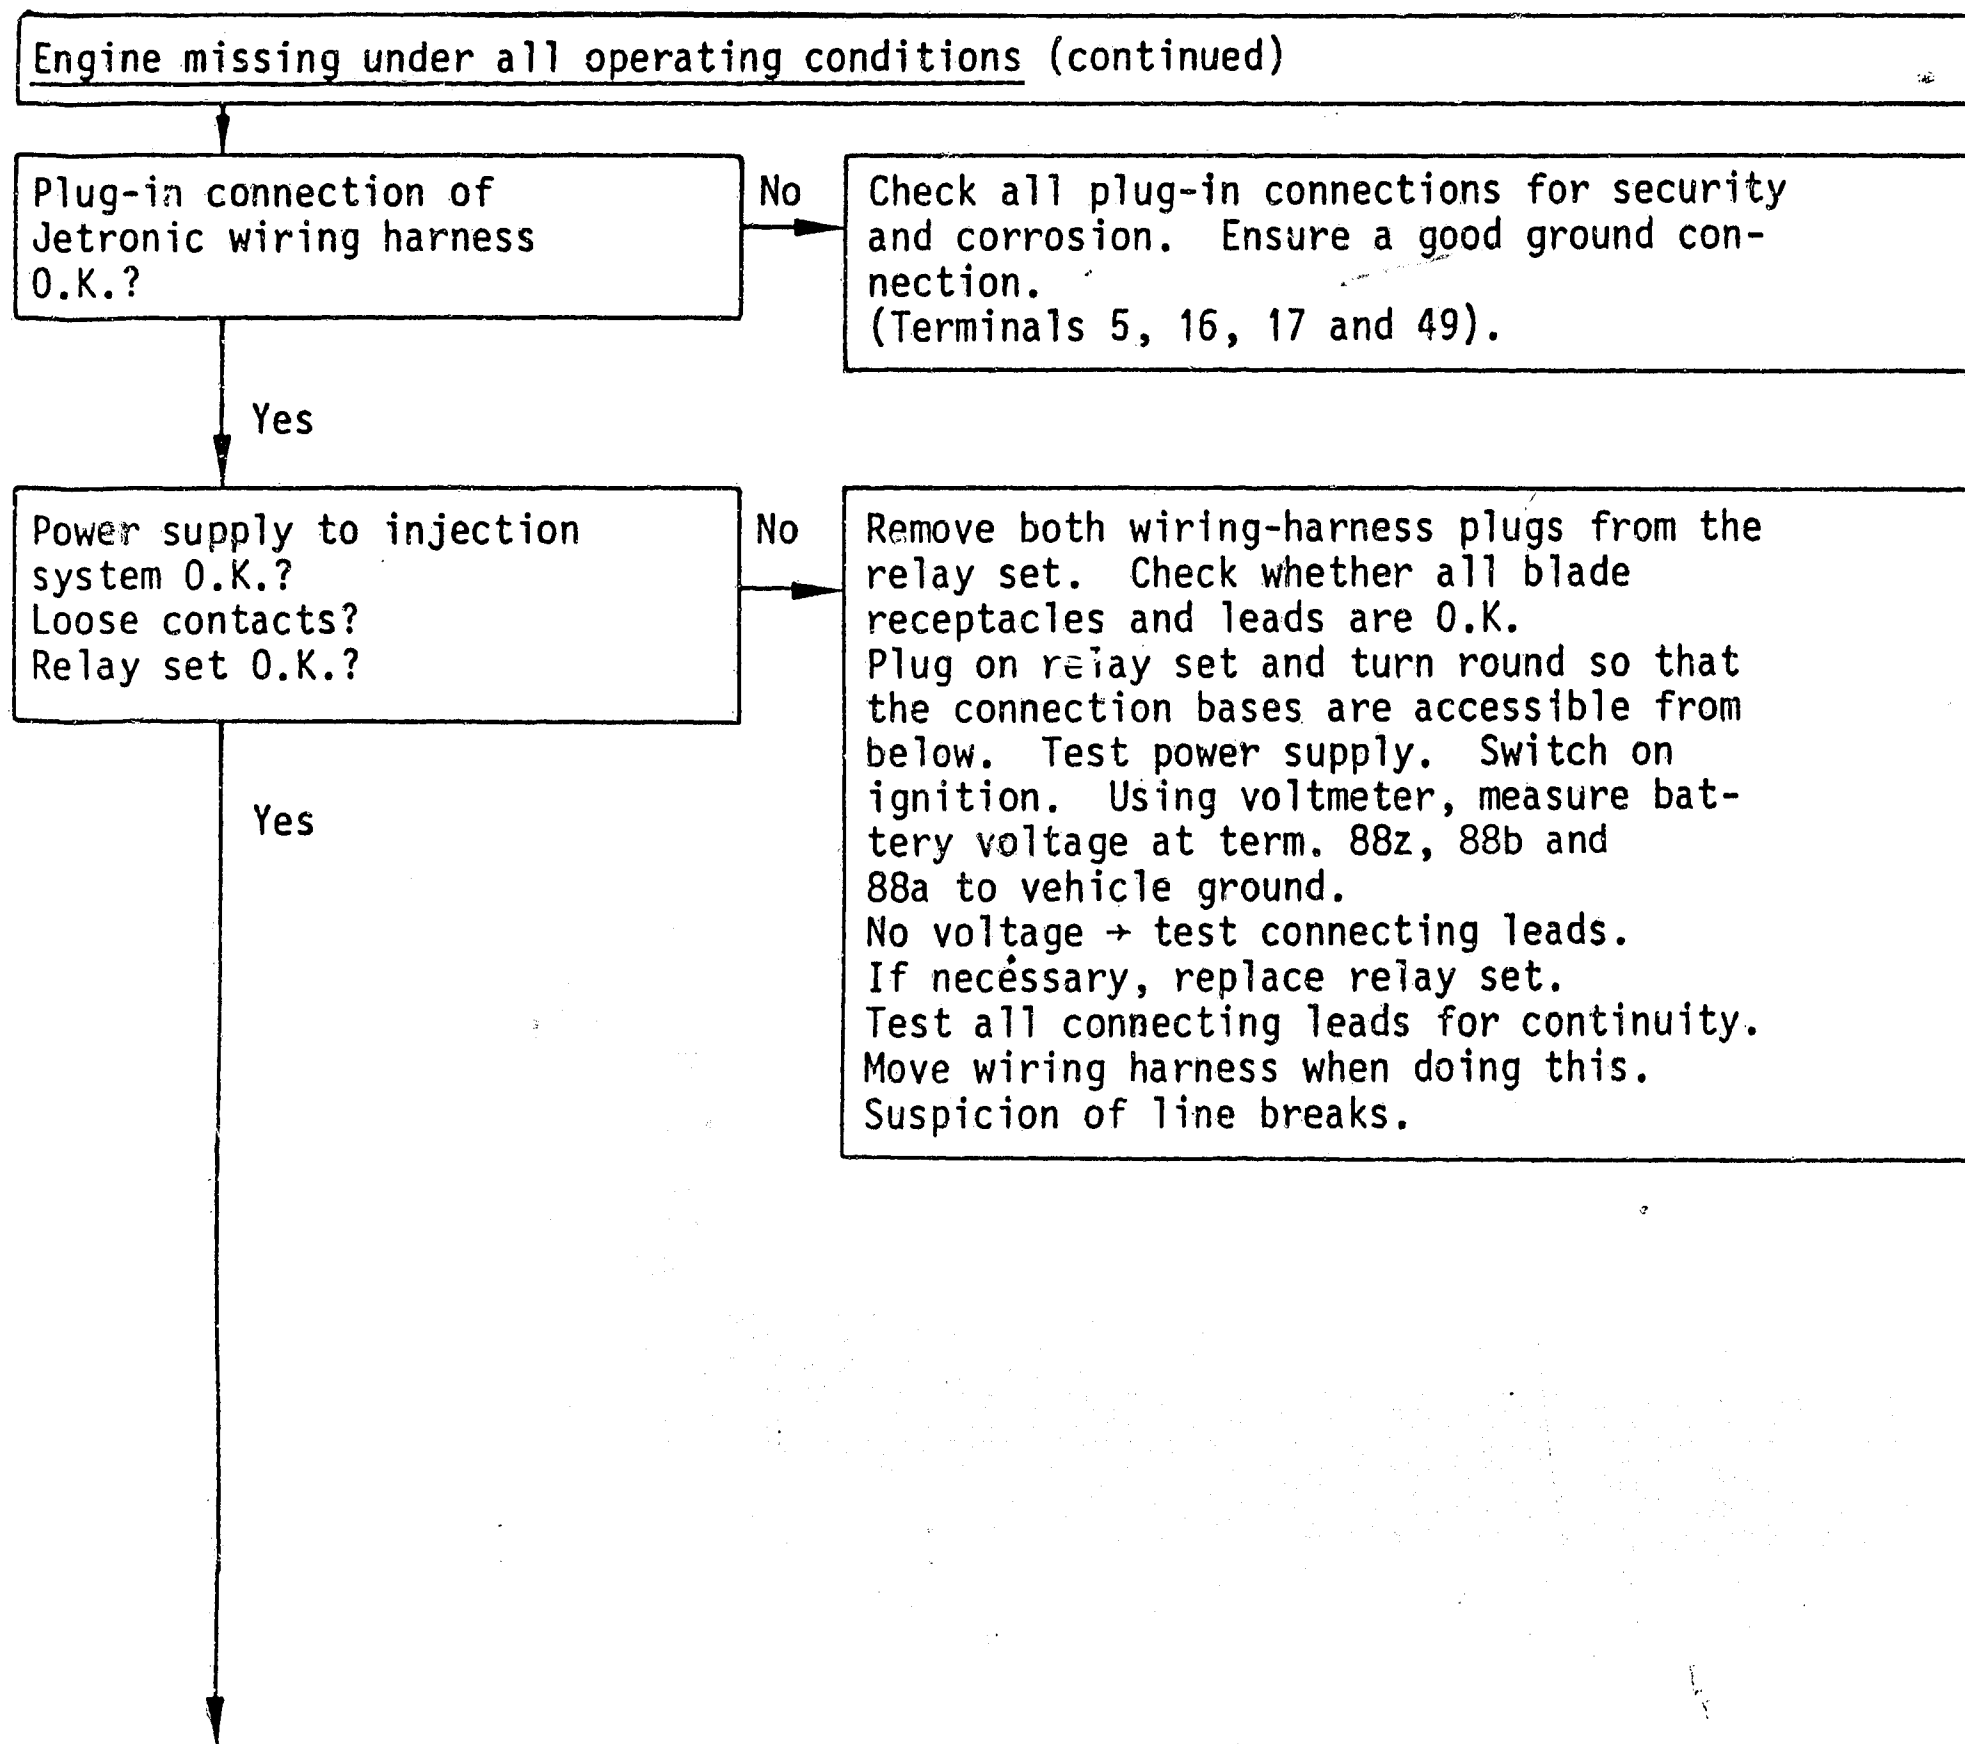 Engine missing under all operating conditions (continued)
Plug-in connection of
Jetronic wiring harness
O.K.?
No
Check all plug-in connections for security
and corrosion. Ensure a good ground con-
nection.
(Terminals 5, 16, 17 and 49).
Yes
Power supply to injection
system O.K.?
Loose contacts?
Relay set O.K.?
No
Remove both wiring-harness plugs from the
relay set. Check whether all blade
receptacles and leads are O.K.
Plug on relay set and turn round so that
the connection bases are accessible from
below. Test power supply. Switch on
ignition. Using voltmeter, measure bat-
tery voltage at term. 88z, 88b and
88a to vehicle ground.
No voltage → test connecting leads.
If necessary, replace relay set.
Test all connecting leads for continuity.
Move wiring harness when doing this.
Suspicion of line breaks.
Yes